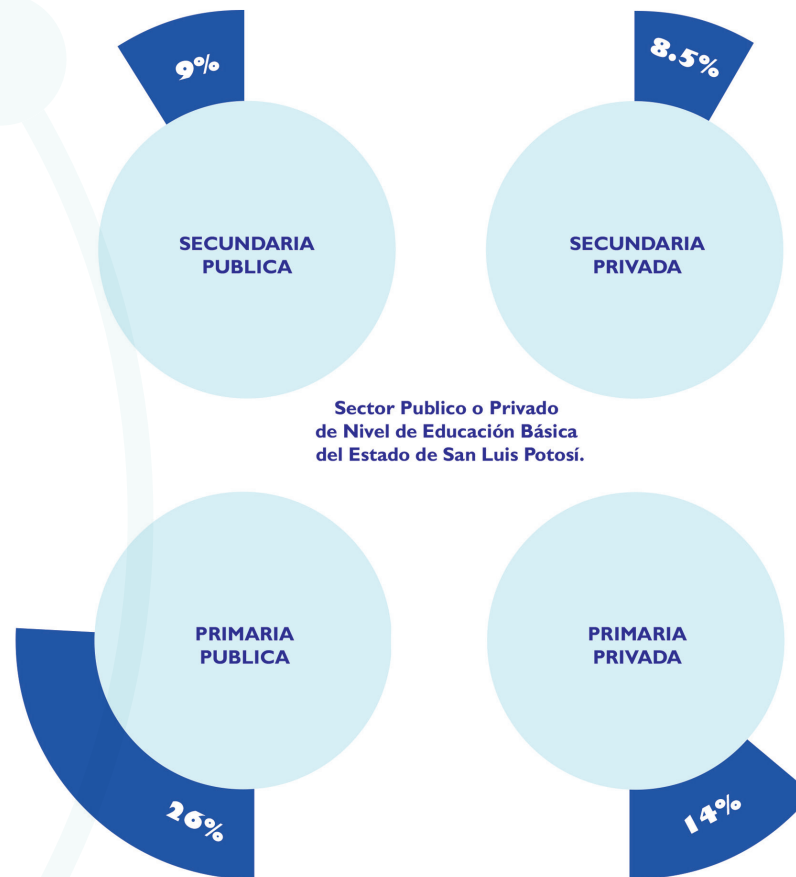 9%
8.5%
SECUNDARIA
PUBLICA
SECUNDARIA
PRIVADA
Sector Publico o Privado
de Nivel de Educación Básica
del Estado de San Luis Potosí.
PRIMARIA
PUBLICA
PRIMARIA
PRIVADA
26%
14%